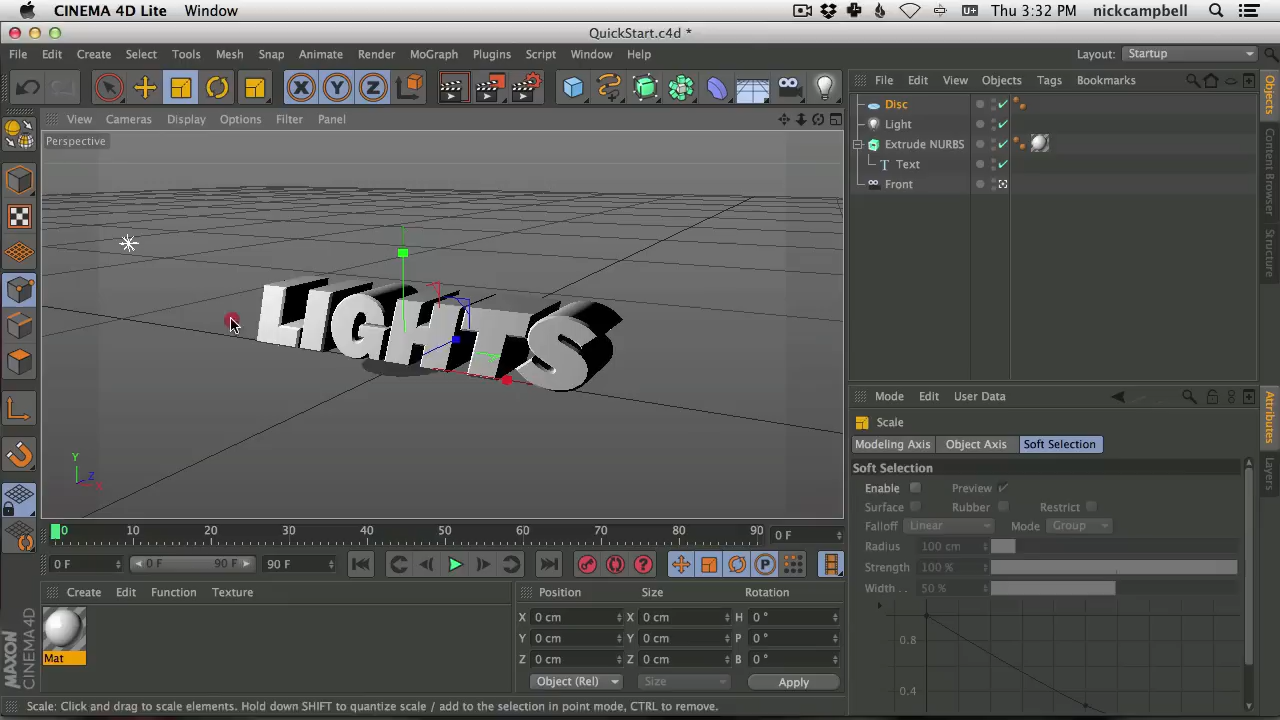 CINEMA 4D Lite Window
Thu 3:32 PM nickcampbell
QuickStart.c4d *
File Edit Create Select Tools Mesh Snap Animate Render MoGraph Plugins Script Window Help
Layout: Startup
X Y Z
File Edit View Objects Tags Bookmarks
View Cameras Display Options Filter Panel
Perspective
Disc
Light
Extrude NURBS
T Text
Front
Objects
Content Browser
Structure
LIGHTS
Y
Z
X
Mode Edit User Data
Scale
Modeling Axis Object Axis Soft Selection
Soft Selection
Enable Preview
Surface Rubber Restrict
Falloff Linear Mode Group
Radius 100 cm
Strength 100 %
Width . . 50 %
0.8
0.4
Attributes
Layers
0 10 20 30 40 50 60 70 80 90 0 F
0 F 0 F 90 F 90 F
P
Create Edit Function Texture
Mat
MAXON
CINEMA 4D
Position Size Rotation
X 0 cm X 0 cm H 0 °
Y 0 cm Y 0 cm P 0 °
Z 0 cm Z 0 cm B 0 °
Object (Rel) Size Apply
Scale: Click and drag to scale elements. Hold down SHIFT to quantize scale / add to the selection in point mode, CTRL to remove.